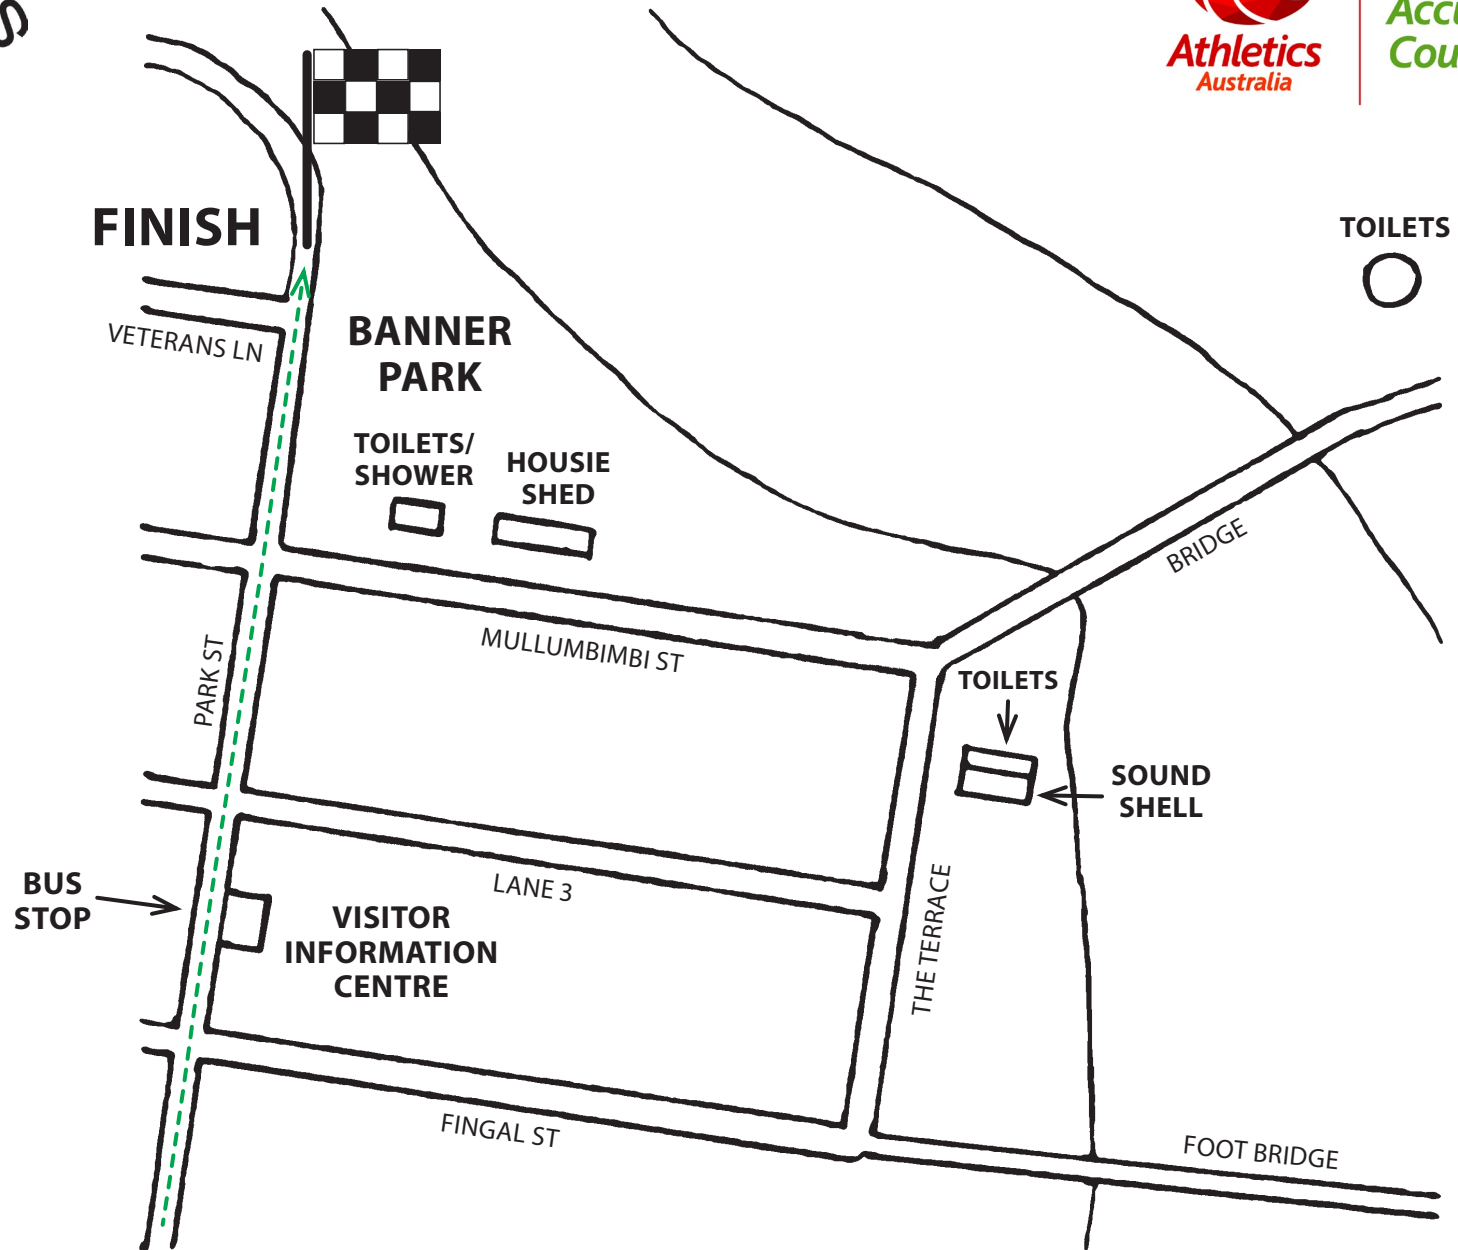 Athletics
Australia
FINISH
TOILETS
VETERANS LN
BANNER
PARK
TOILETS/
SHOWER
HOUSIE
SHED
BRIDGE
MULLUMBIMBI ST
PARK ST
TOILETS
SOUND
SHELL
BUS
STOP
LANE 3
VISITOR
INFORMATION
CENTRE
THE TERRACE
FINGAL ST
FOOT BRIDGE